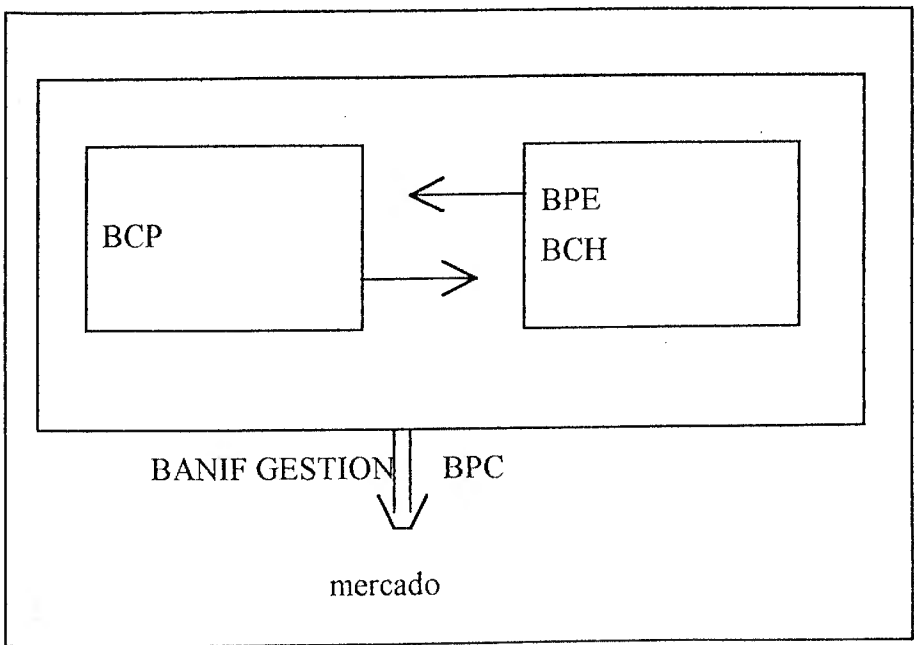 BCP
BPE
BCH
BANIF GESTION
BPC
mercado